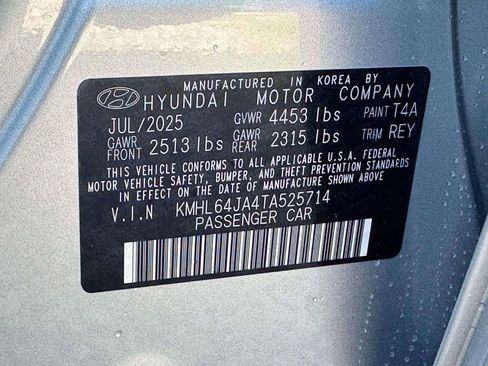 MANUFACTURED IN KOREA BY
HYUNDAI MOTOR COMPANY
JUL/2025 GVWR 4453 lbs PAINT T4A
GAWR FRONT 2513 lbs GAWR REAR 2315 lbs TRIM REY
THIS VEHICLE CONFORMS TO ALL APPLICABLE U.S.A. FEDERAL
MOTOR VEHICLE SAFETY, BUMPER, AND THEFT PREVENTION STANDARDS
IN EFFECT ON THE DATE OF MANUFACTURE SHOWN ABOVE.
V.I.N KMHL64JA4TA525714
PASSENGER CAR